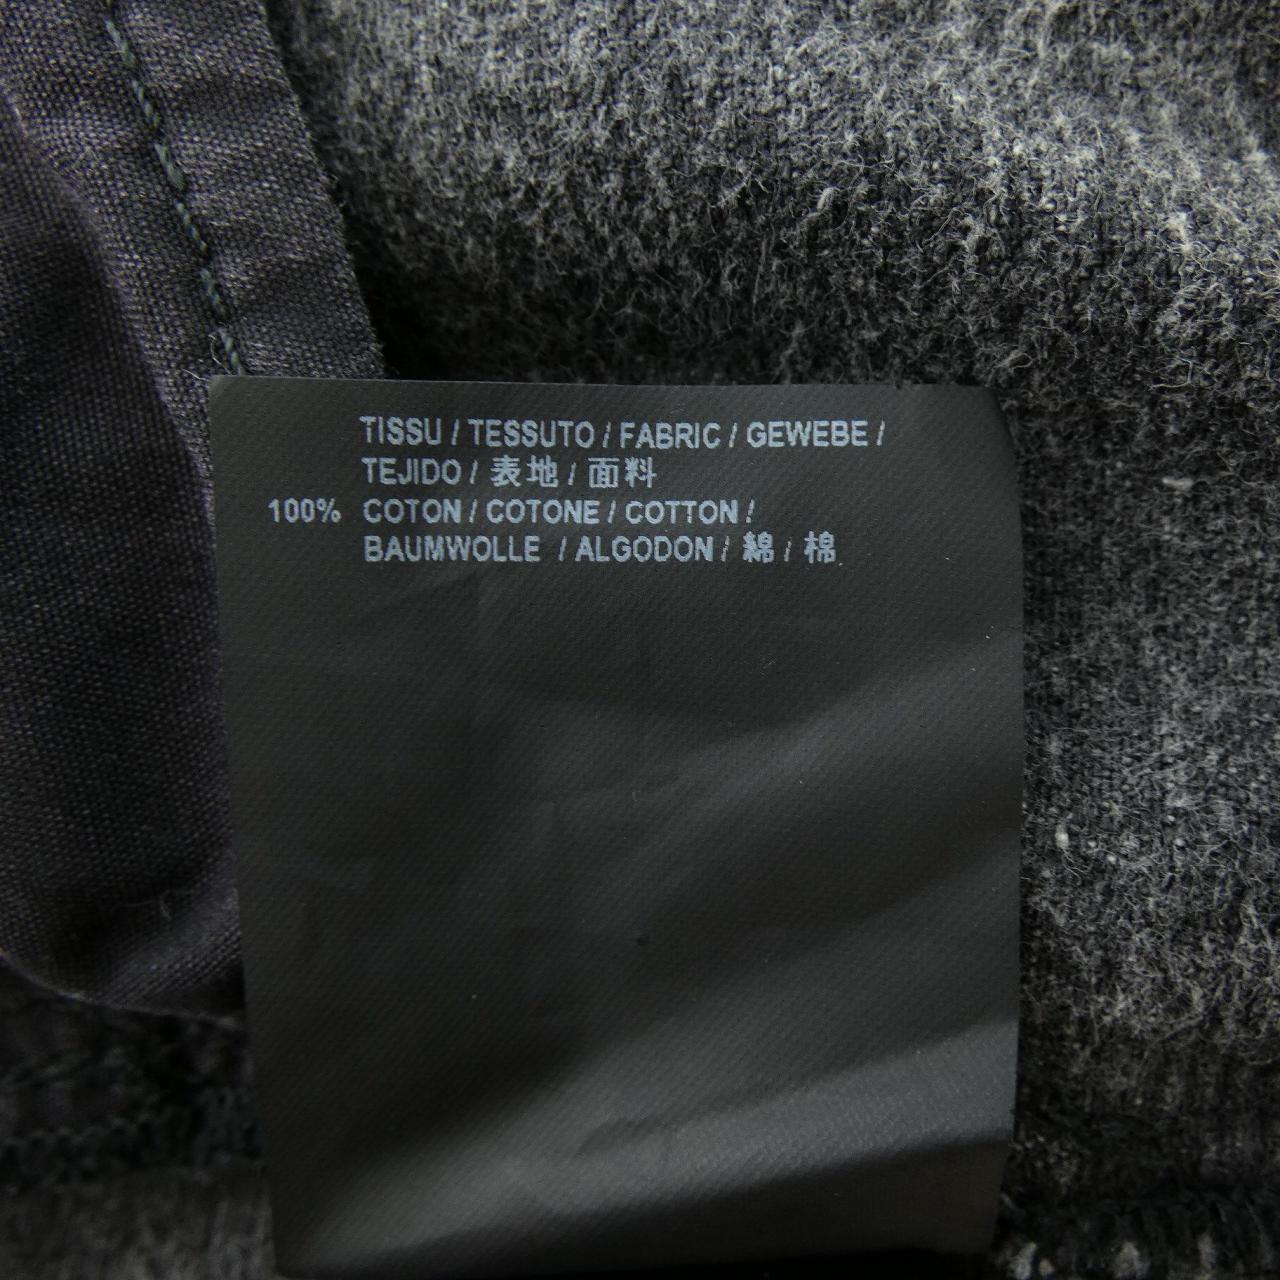 TISSU / TESSUTO / FABRIC / GEWEBE /
TEJIDO / 表地 / 面料
100% COTON / COTONE / COTTON /
BAUMWOLLE / ALGODON / 綿 / 棉